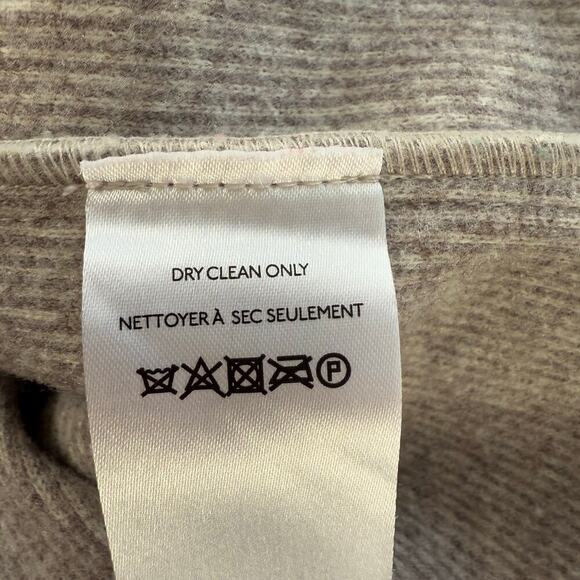 DRY CLEAN ONLY
NETTOYER À SEC SEULEMENT
P